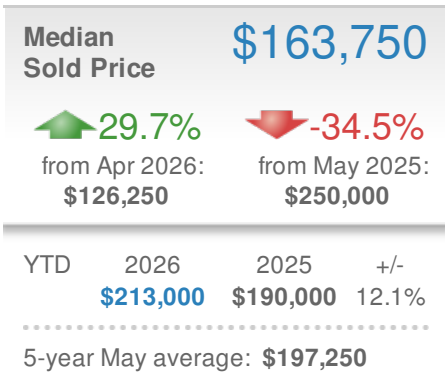 Median
Sold Price
$163,750
29.7% -34.5%
from Apr 2026: from May 2025:
$126,250 $250,000
YTD 2026 2025 +/-
$213,000 $190,000 12.1%
5-year May average: $197,250